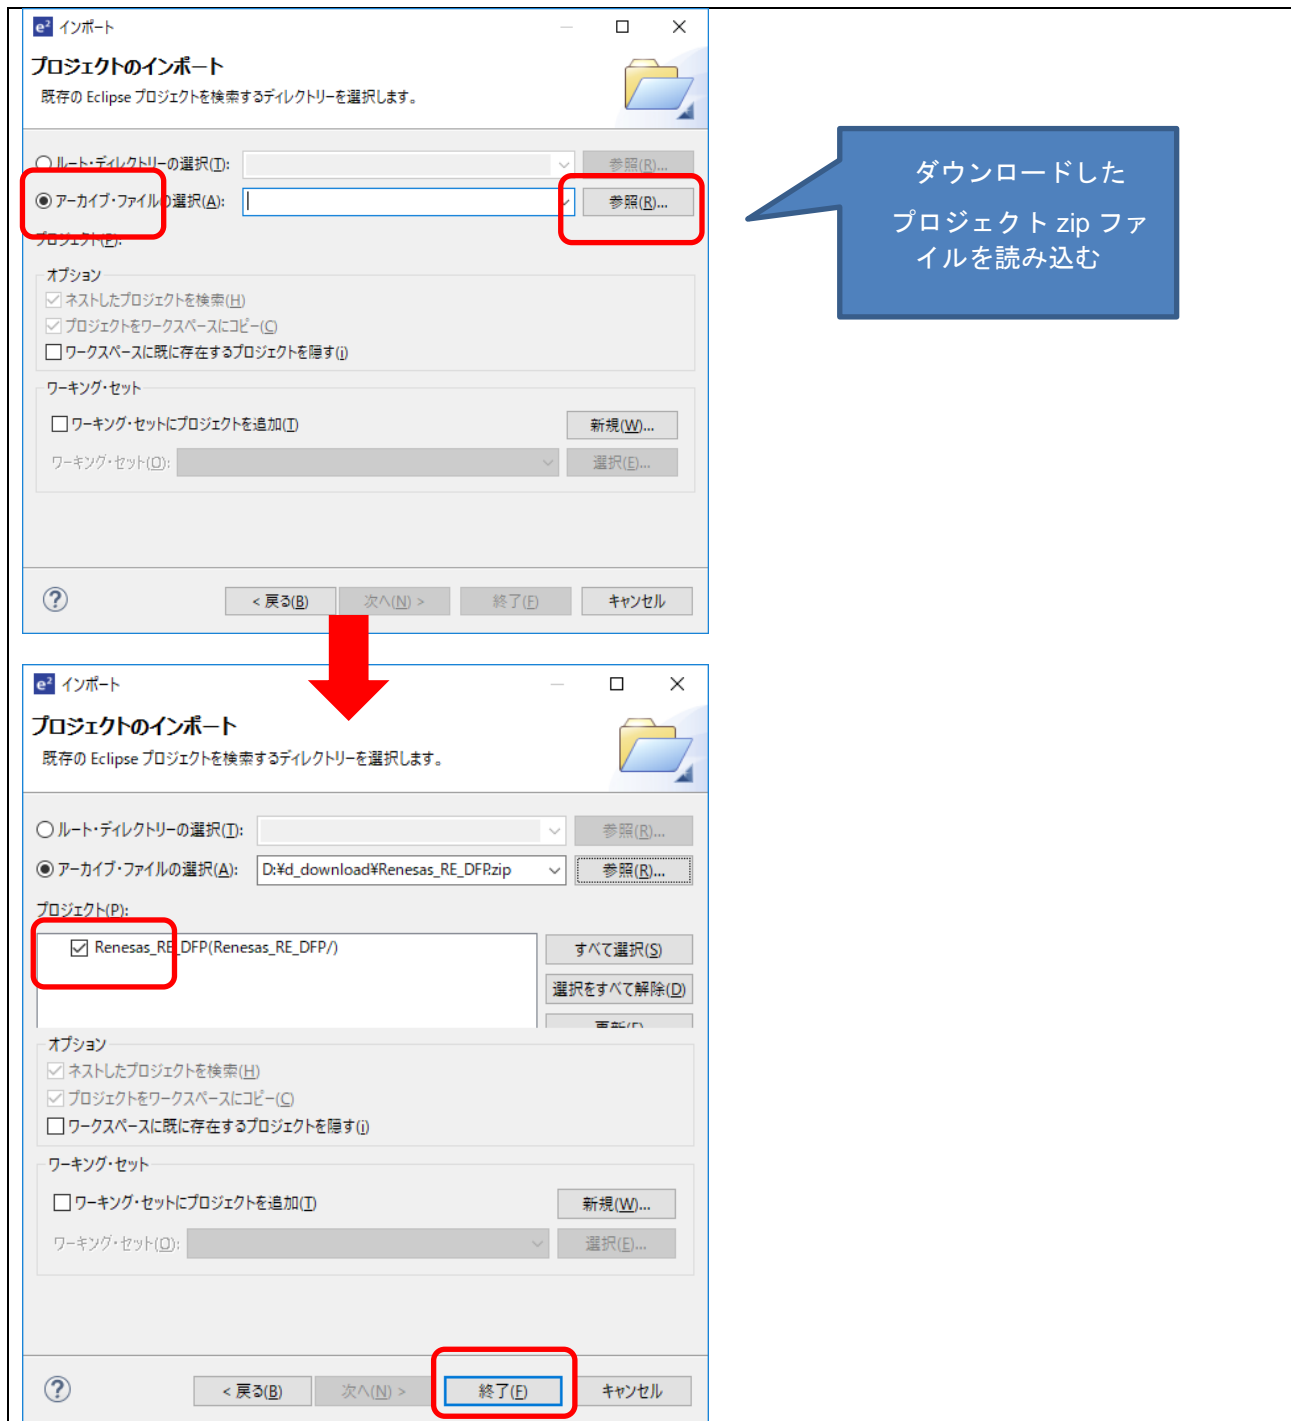 e² インポート
プロジェクトのインポート
既存の Eclipse プロジェクトを検索するディレクトリーを選択します。
ルート・ディレクトリーの選択(T):
参照(R)...
アーカイブ・ファイルの選択(A):
参照(R)...
プロジェクト(P):
オプション
ネストしたプロジェクトを検索(H)
プロジェクトをワークスペースにコピー(C)
ワークスペースに既に存在するプロジェクトを隠す(i)
ワーキング・セット
ワーキング・セットにプロジェクトを追加(T)
新規(W)...
ワーキング・セット(O):
選択(E)...
< 戻る(B)
次へ(N) >
終了(F)
キャンセル
ダウンロードした
プロジェクト zip ファ
イルを読み込む
e² インポート
プロジェクトのインポート
既存の Eclipse プロジェクトを検索するディレクトリーを選択します。
ルート・ディレクトリーの選択(T):
参照(R)...
アーカイブ・ファイルの選択(A):
D:¥d_download¥Renesas_RE_DFP.zip
参照(R)...
プロジェクト(P):
Renesas_RE_DFP(Renesas_RE_DFP/)
すべて選択(S)
選択をすべて解除(D)
オプション
ネストしたプロジェクトを検索(H)
プロジェクトをワークスペースにコピー(C)
ワークスペースに既に存在するプロジェクトを隠す(i)
ワーキング・セット
ワーキング・セットにプロジェクトを追加(T)
新規(W)...
ワーキング・セット(O):
選択(E)...
< 戻る(B)
次へ(N) >
終了(F)
キャンセル